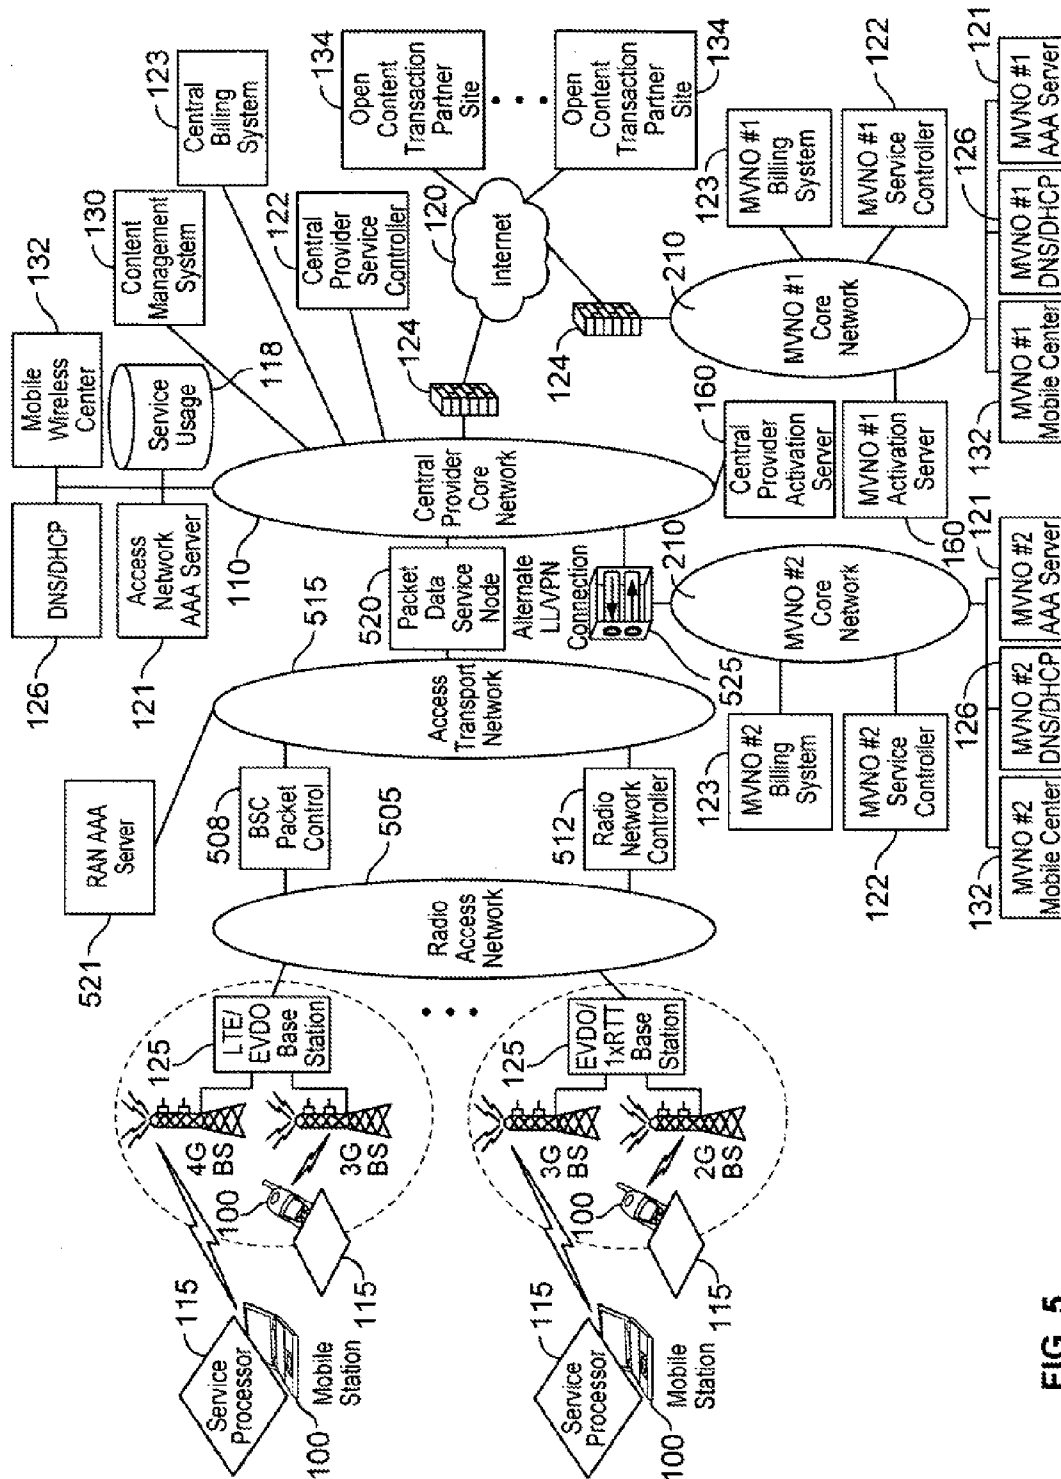 132
Mobile
Wireless
Center
130
Content
Management
System
123
Central
Billing
System
DNS/DHCP
126
Service
Usage
118
122
Central
Provider
Service
Controller
Open
Content
Transaction
Partner
Site
134
Access
Network
AAA Server
121
124
120
Internet
Open
Content
Transaction
Partner
Site
134
RAN AAA
Server
521
110
Central
Provider
Core
Network
515
520
Packet
Data
Service
Node
Access
Transport
Network
508
BSC
Packet
Control
505
Radio
Access
Network
512
Radio
Network
Controller
Alternate
LL/VPN
Connection
525
124
160
Central
Provider
Activation
Server
210
MVNO #1
Core
Network
123
MVNO #1
Billing
System
MVNO #1
Service
Controller
122
MVNO #1
Activation
Server
160
132
MVNO #1
Mobile Center
126
MVNO #1
DNS/DHCP
MVNO #1
AAA Server
121
210
MVNO #2
Core
Network
123
MVNO #2
Billing
System
MVNO #2
Service
Controller
122
132
MVNO #2
Mobile Center
126
MVNO #2
DNS/DHCP
MVNO #2
AAA Server
121
125
LTE/
EVDO
Base
Station
4G
BS
3G
BS
100
115
115
Service
Processor
Mobile
Station
100
125
EVDO/
1xRTT
Base
Station
3G
BS
2G
BS
100
115
115
Service
Processor
Mobile
Station
100
FIG. 5